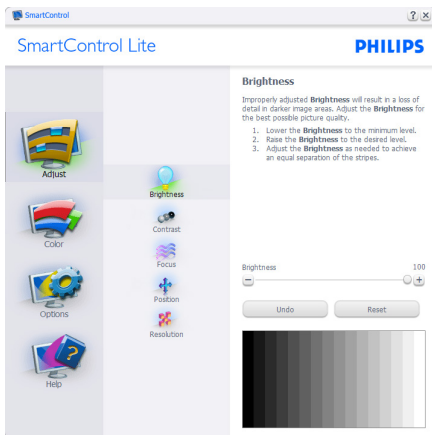 SmartControl
? ×
SmartControl Lite
PHILIPS
Adjust
Color
Options
Help
Brightness
Contrast
Focus
Position
Resolution
Brightness
Improperly adjusted Brightness will result in a loss of
detail in darker image areas. Adjust the Brightness for
the best possible picture quality.
1. Lower the Brightness to the minimum level.
2. Raise the Brightness to the desired level.
3. Adjust the Brightness as needed to achieve
an equal separation of the stripes.
Brightness 100
Undo Reset